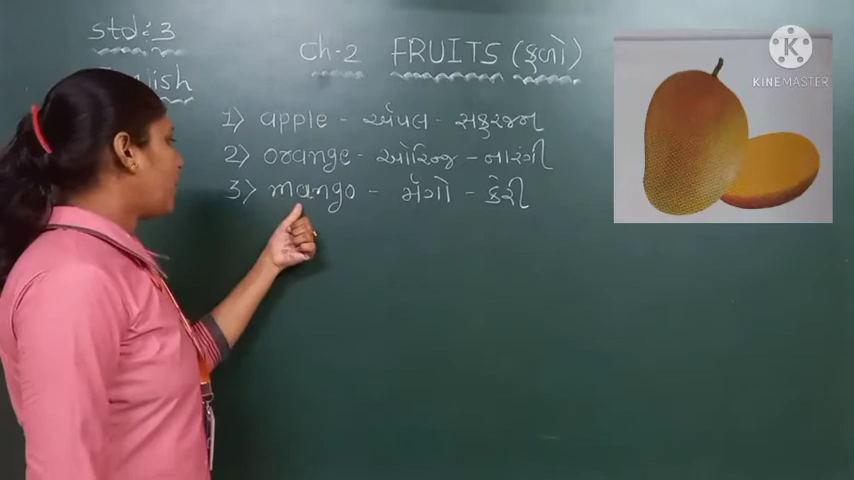 std: 3
English
Ch-2 FRUITS (ફળો)
1) apple - એપલ - સફરજન
2) orange - ઓરિન્જ - નારંગી
3) mango - મેંગો - કેરી
KINEMASTER